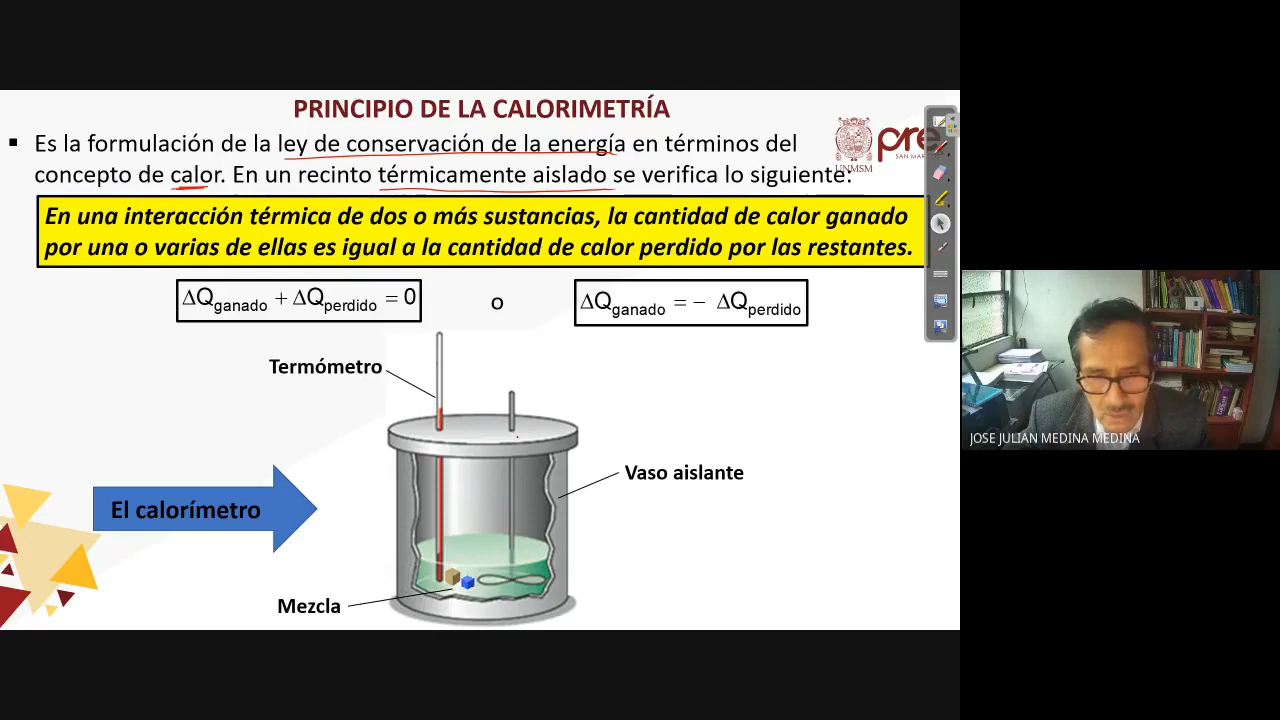 PRINCIPIO DE LA CALORIMETRÍA
▪ Es la formulación de la ley de conservación de la energía en términos del
concepto de calor. En un recinto térmicamente aislado se verifica lo siguiente:
UNMSM
pre
SAN MAR
En una interacción térmica de dos o más sustancias, la cantidad de calor ganado
por una o varias de ellas es igual a la cantidad de calor perdido por las restantes.
ΔQganado + ΔQperdido = 0 o ΔQganado = − ΔQperdido
Termómetro
Vaso aislante
El calorímetro
Mezcla
JOSE JULIAN MEDINA MEDINA